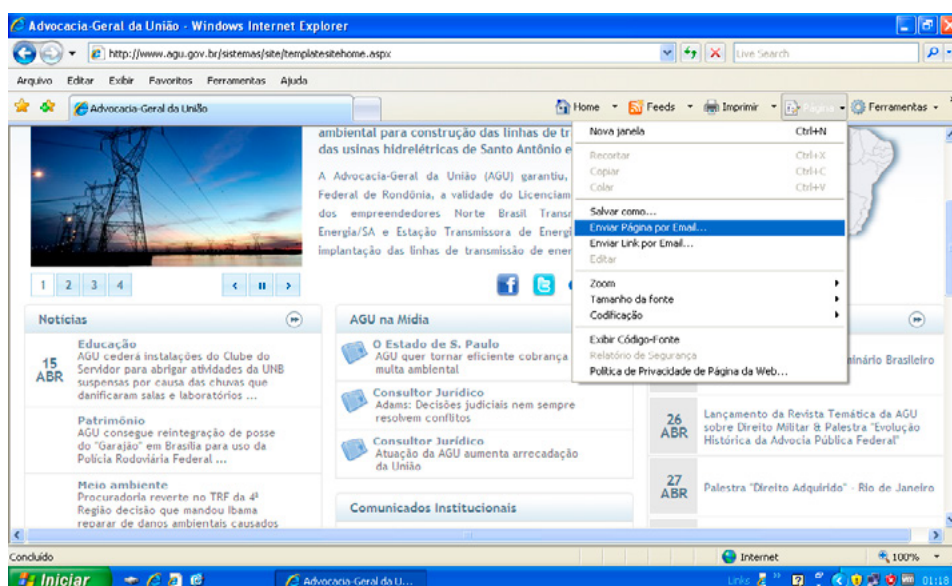 Advocacia-Geral da União - Windows Internet Explorer
http://www.agu.gov.br/sistemas/site/templatesitehome.aspx
Live Search
Arquivo Editar Exibir Favoritos Ferramentas Ajuda
Advocacia-Geral da União
Home Feeds Imprimir Página Ferramentas
Nova janela Ctrl+N
Recortar Ctrl+X
Copiar Ctrl+C
Colar Ctrl+V
Salvar como...
Enviar Página por Email...
Enviar Link por Email...
Editar
Zoom
Tamanho da fonte
Codificação
Exibir Código-Fonte
Relatório de Segurança
Política de Privacidade de Página da Web...
ambiental para construção das linhas de tr
das usinas hidrelétricas de Santo Antônio e
A Advocacia-Geral da União (AGU) garantiu,
Federal de Rondônia, a validade do Licenciam
dos empreendedores Norte Brasil Transm
Energia/SA e Estação Transmissora de Energi
implantação das linhas de transmissão de ener
1 2 3 4
Notícias
15
ABR
Educação
AGU cederá instalações do Clube do
Servidor para abrigar atividades da UNB
suspensas por causa das chuvas que
danificaram salas e laboratórios ...
Patrimônio
AGU consegue reintegração de posse
do "Garajão" em Brasília para uso da
Polícia Rodoviária Federal ...
Meio ambiente
Procuradoria reverte no TRF da 4ª
Região decisão que mandou Ibama
reparar de danos ambientais causados
AGU na Mídia
O Estado de S. Paulo
AGU quer tornar eficiente cobrança
multa ambiental
Consultor Jurídico
Adams: Decisões judiciais nem sempre
resolvem conflitos
Consultor Jurídico
Atuação da AGU aumenta arrecadação
da União
Comunicados Institucionais
minário Brasileiro
26
ABR
Lançamento da Revista Temática da AGU
sobre Direito Militar & Palestra "Evolução
Histórica da Advocia Pública
Federal"
27
ABR
Palestra "Direito Adquirido" - Rio de Janeiro
Concluído
Internet
100%
Iniciar
Advocacia-Geral da U...
Links
01:18